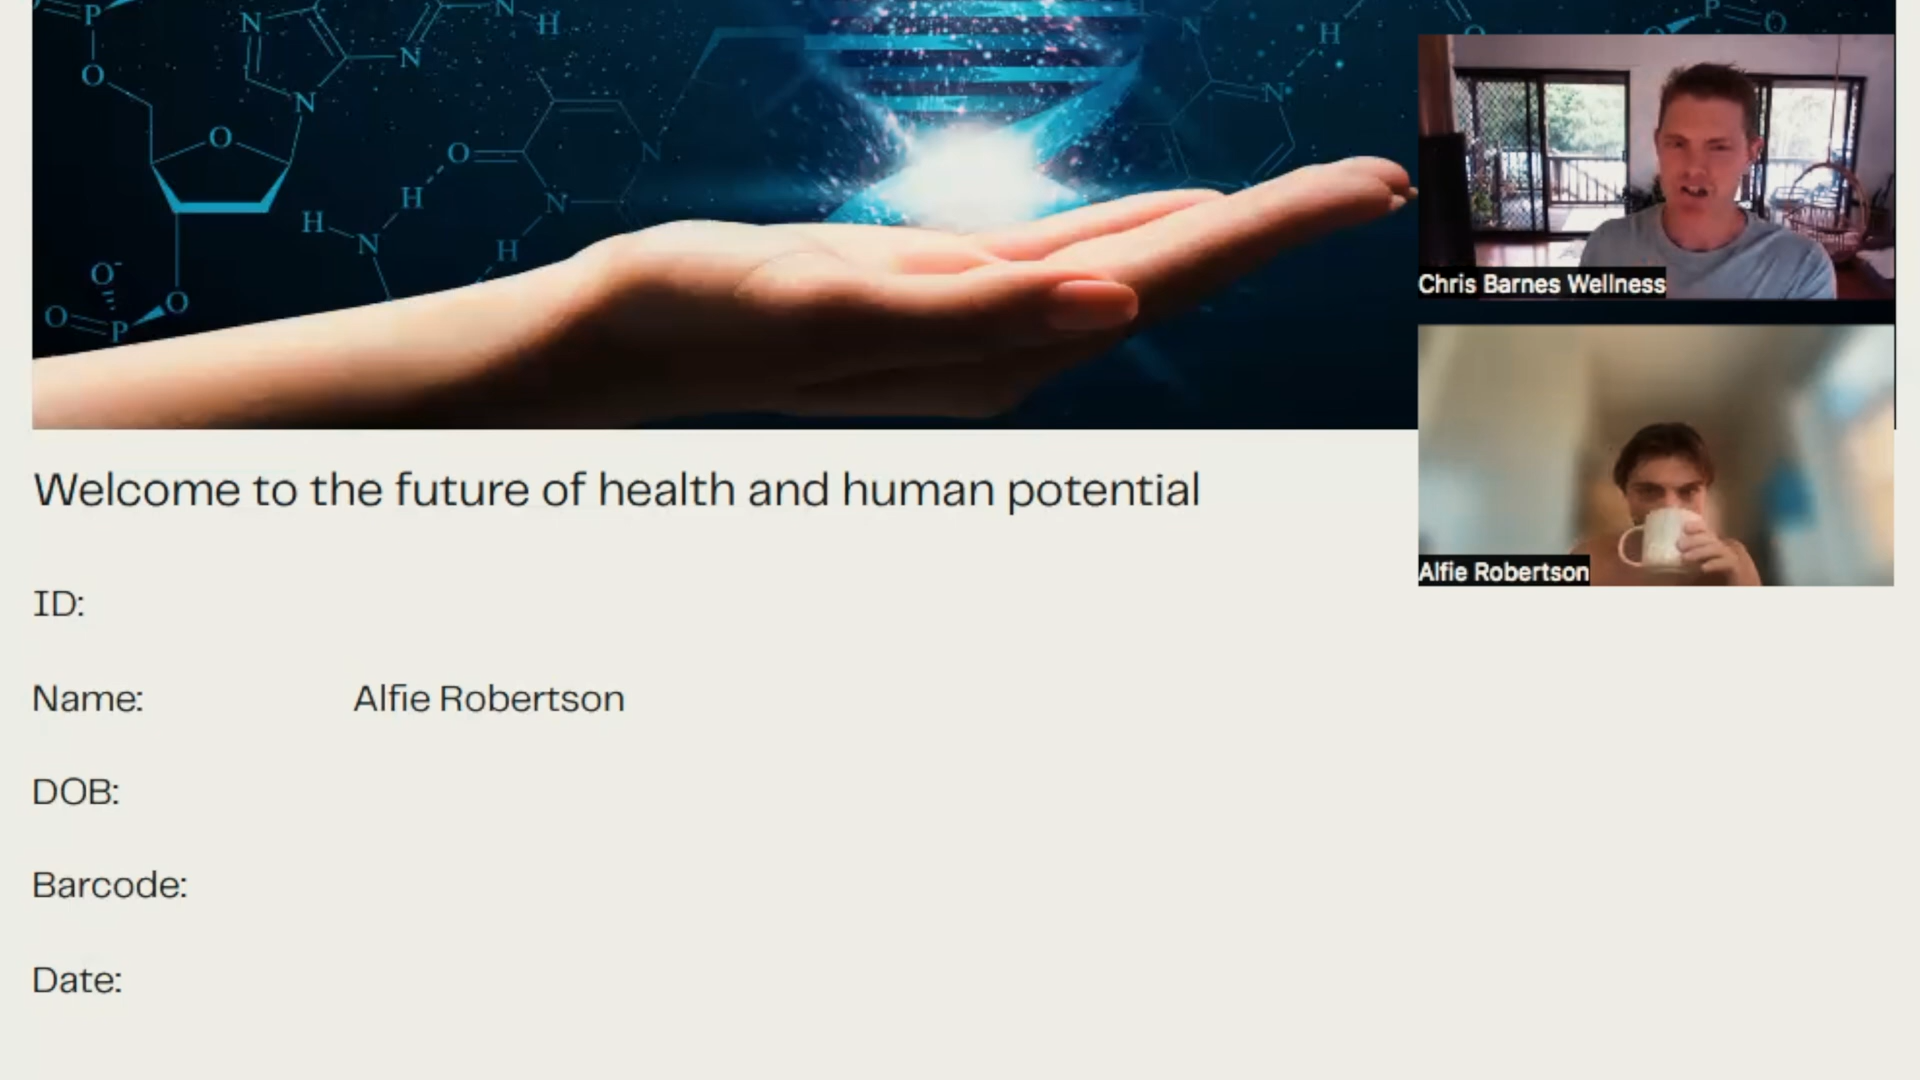 P
N
H
N
N
H
P
O
O
N
N
O
O
N
H
N
H
N
H
O-
O
P
O
Chris Barnes Wellness
Welcome to the future of health and human potential
Alfie Robertson
ID:
Name: Alfie Robertson
DOB:
Barcode:
Date: